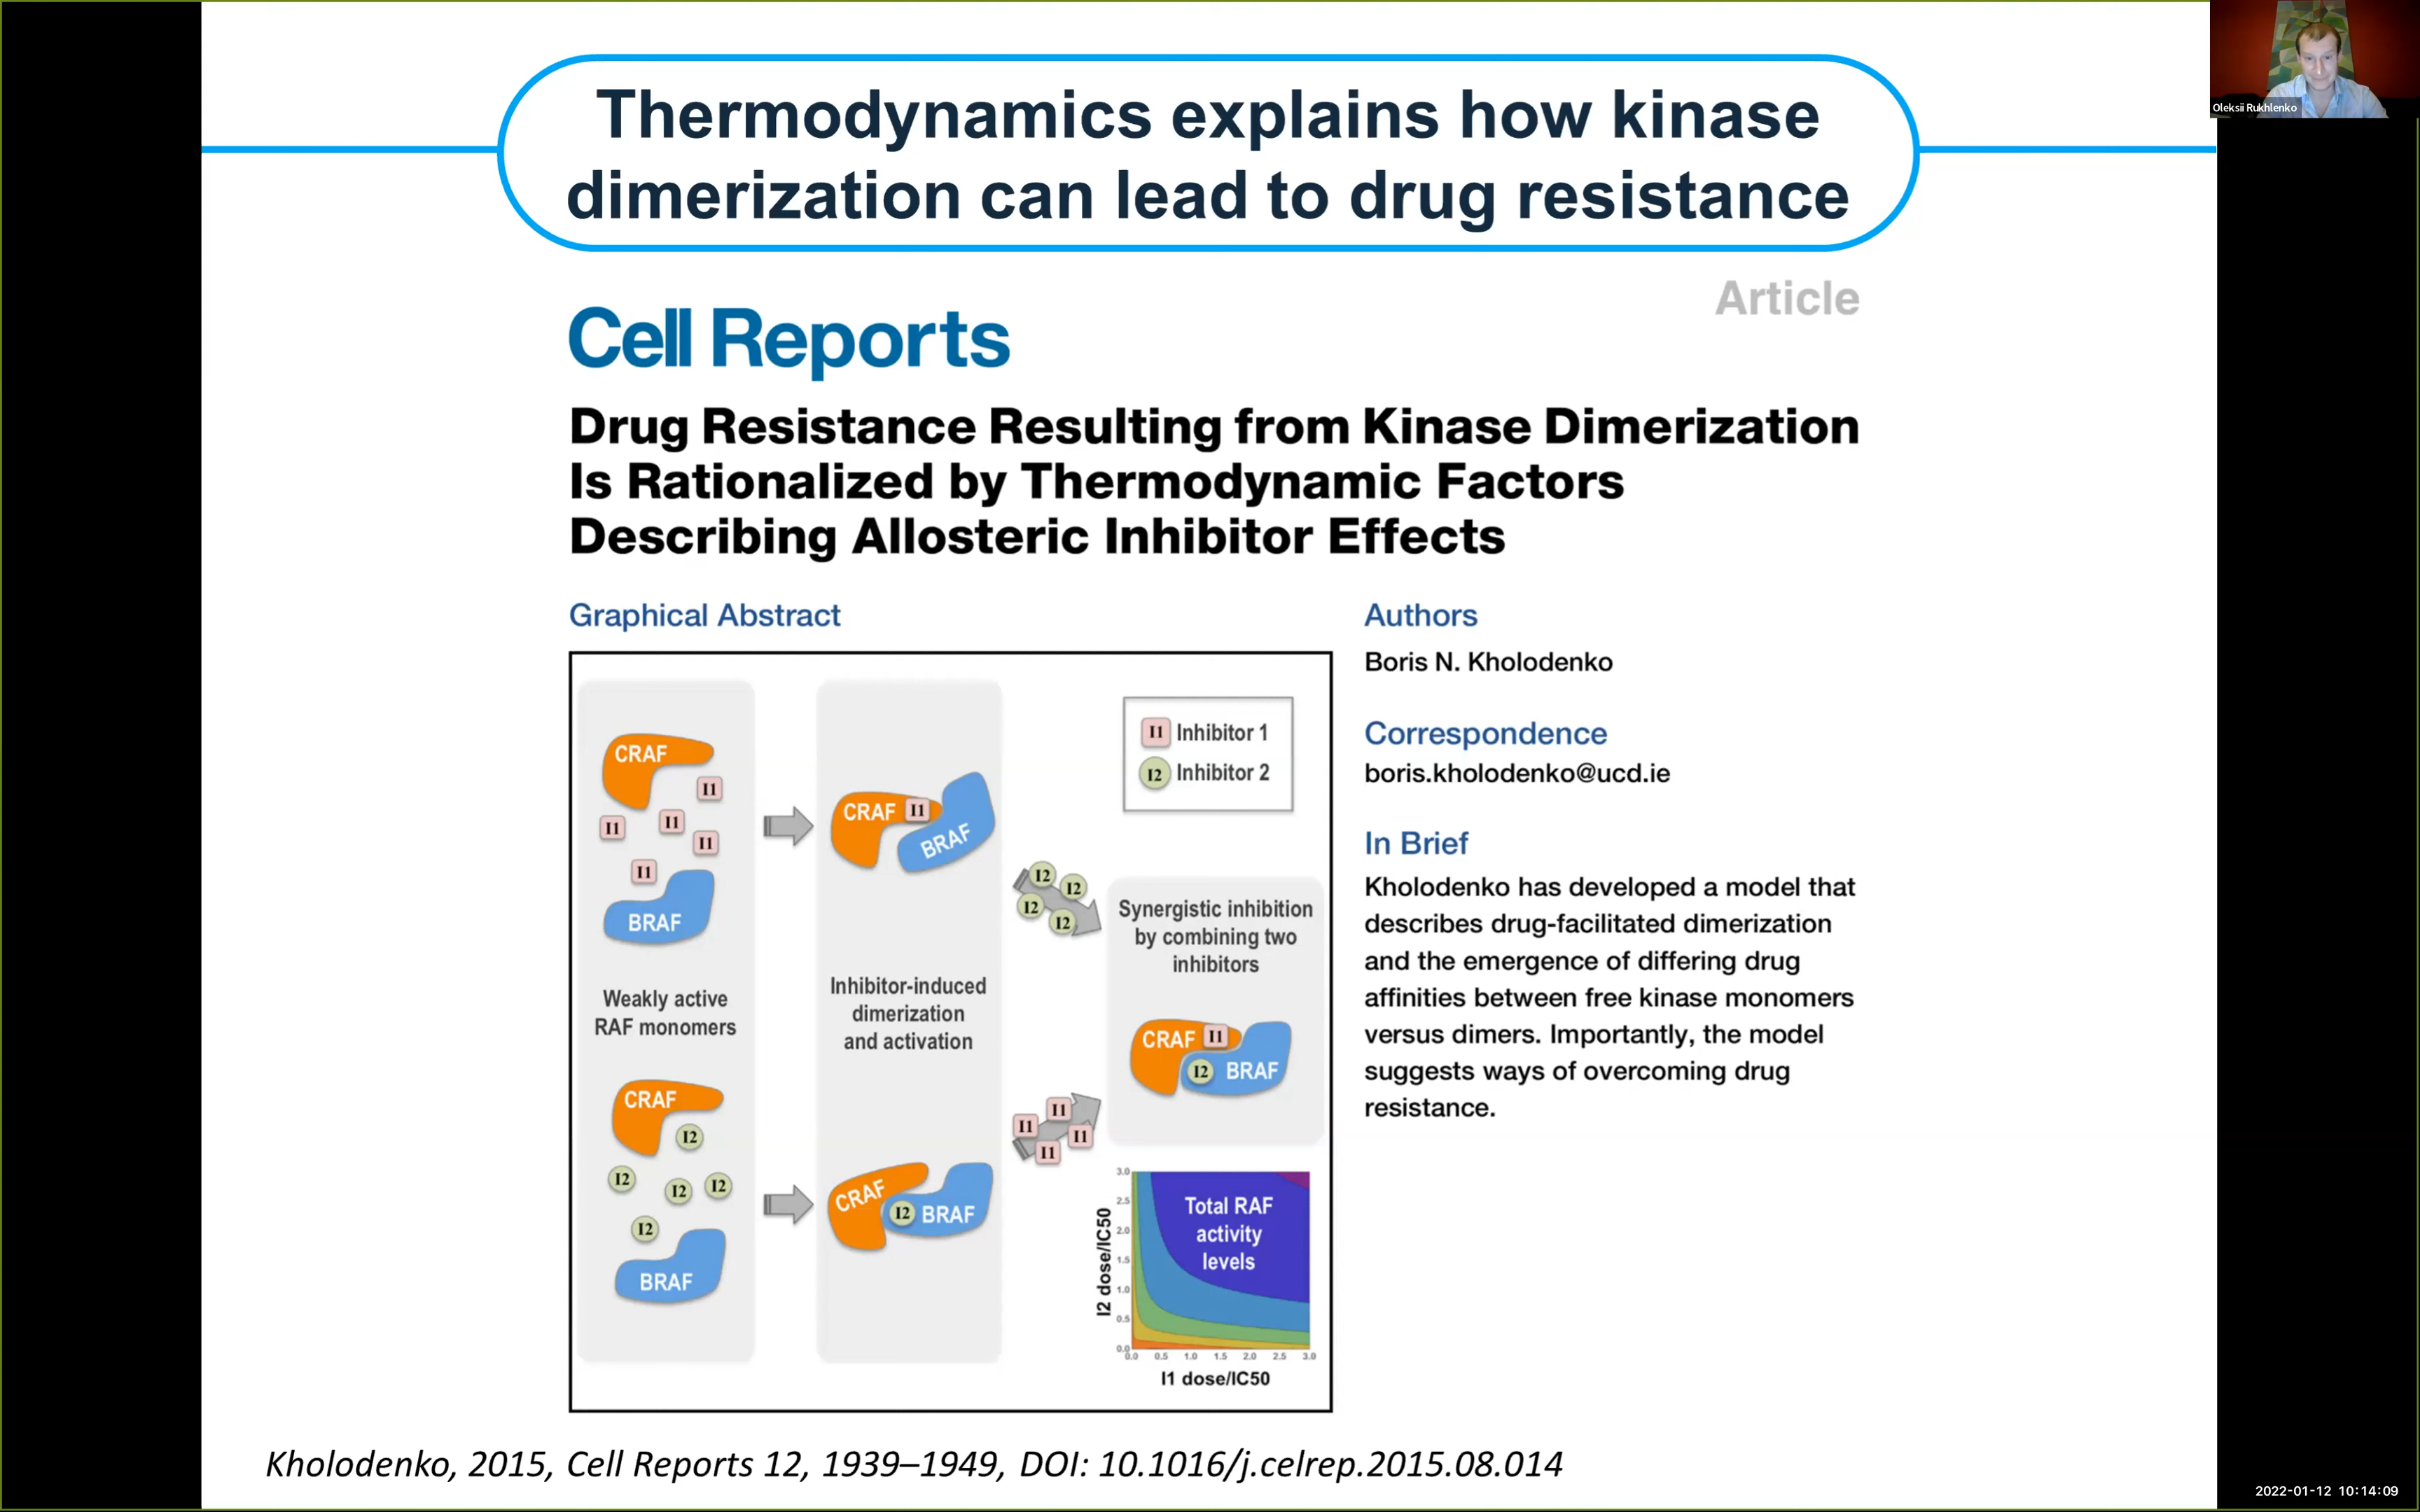 Thermodynamics explains how kinase
dimerization can lead to drug resistance
Oleksii Rukhlenko
Article
Cell Reports
Drug Resistance Resulting from Kinase Dimerization
Is Rationalized by Thermodynamic Factors
Describing Allosteric Inhibitor Effects
Graphical Abstract
CRAF
I1
I1
I1
I1
I1
BRAF
Weakly active
RAF monomers
CRAF
I2
I2
I2
I2
I2
BRAF
CRAF I1
BRAF
Inhibitor-induced
dimerization
and activation
CRAF
I2 BRAF
I1 Inhibitor 1
I2 Inhibitor 2
I2
I2
I2
I2
Synergistic inhibition
by combining two
inhibitors
CRAF I1
I2 BRAF
I1
I1
I1
I1
3.0
2.5
2.0
1.5
1.0
0.5
0.0
I2 dose/IC50
Total RAF
activity
levels
0.0 0.5 1.0 1.5 2.0 2.5 3.0
I1 dose/IC50
Authors
Boris N. Kholodenko
Correspondence
boris.kholodenko@ucd.ie
In Brief
Kholodenko has developed a model that
describes drug-facilitated dimerization
and the emergence of differing drug
affinities between free kinase monomers
versus dimers. Importantly, the model
suggests ways of overcoming drug
resistance.
Kholodenko, 2015, Cell Reports 12, 1939–1949, DOI: 10.1016/j.celrep.2015.08.014
2022-01-12 10:14:09